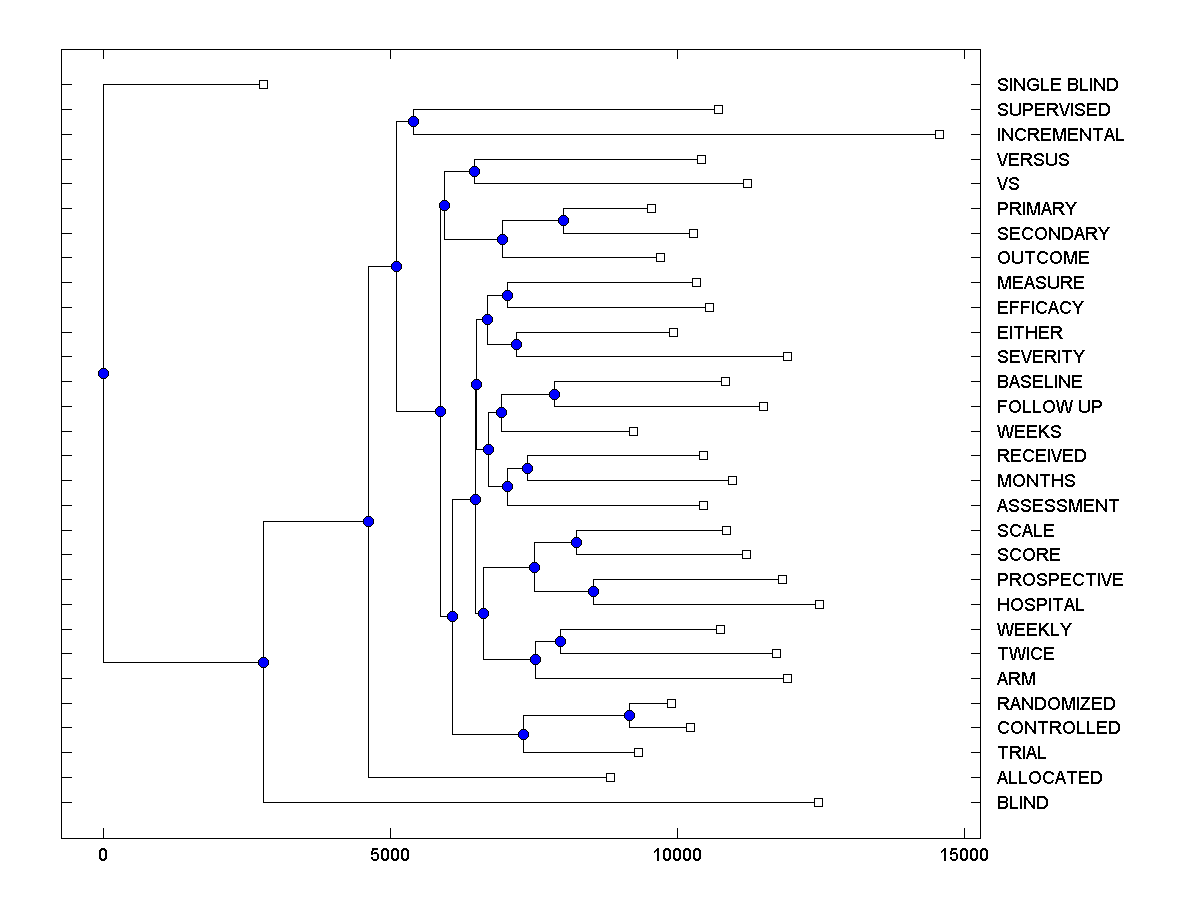 SINGLE BLIND
SUPERVISED
INCREMENTAL
VERSUS
VS
PRIMARY
SECONDARY
OUTCOME
MEASURE
EFFICACY
EITHER
SEVERITY
BASELINE
FOLLOW UP
WEEKS
RECEIVED
MONTHS
ASSESSMENT
SCALE
SCORE
PROSPECTIVE
HOSPITAL
WEEKLY
TWICE
ARM
RANDOMIZED
CONTROLLED
TRIAL
ALLOCATED
BLIND
0 5000 10000 15000